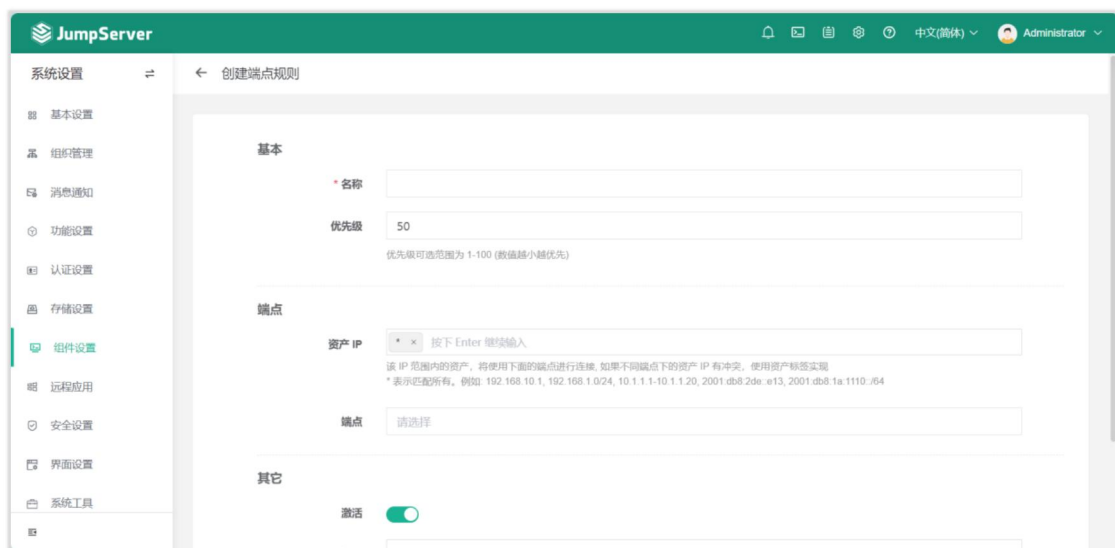 JumpServer
中文(简体)
Administrator
系统设置
创建端点规则
基本设置
组织管理
消息通知
功能设置
认证设置
存储设置
组件设置
远程应用
安全设置
界面设置
系统工具
基本
* 名称
优先级
50
优先级可选范围为 1-100 (数值越小越优先)
端点
资产 IP
* × 按下 Enter 继续输入
该 IP 范围内的资产，将使用下面的端点进行连接, 如果不同端点下的资产 IP 有冲突，使用资产标签实现
* 表示匹配所有。例如: 192.168.10.1, 192.168.1.0/24, 10.1.1.1-10.1.1.20, 2001:db8:2de::e13, 2001:db8:1a:1110::/64
端点
请选择
其它
激活